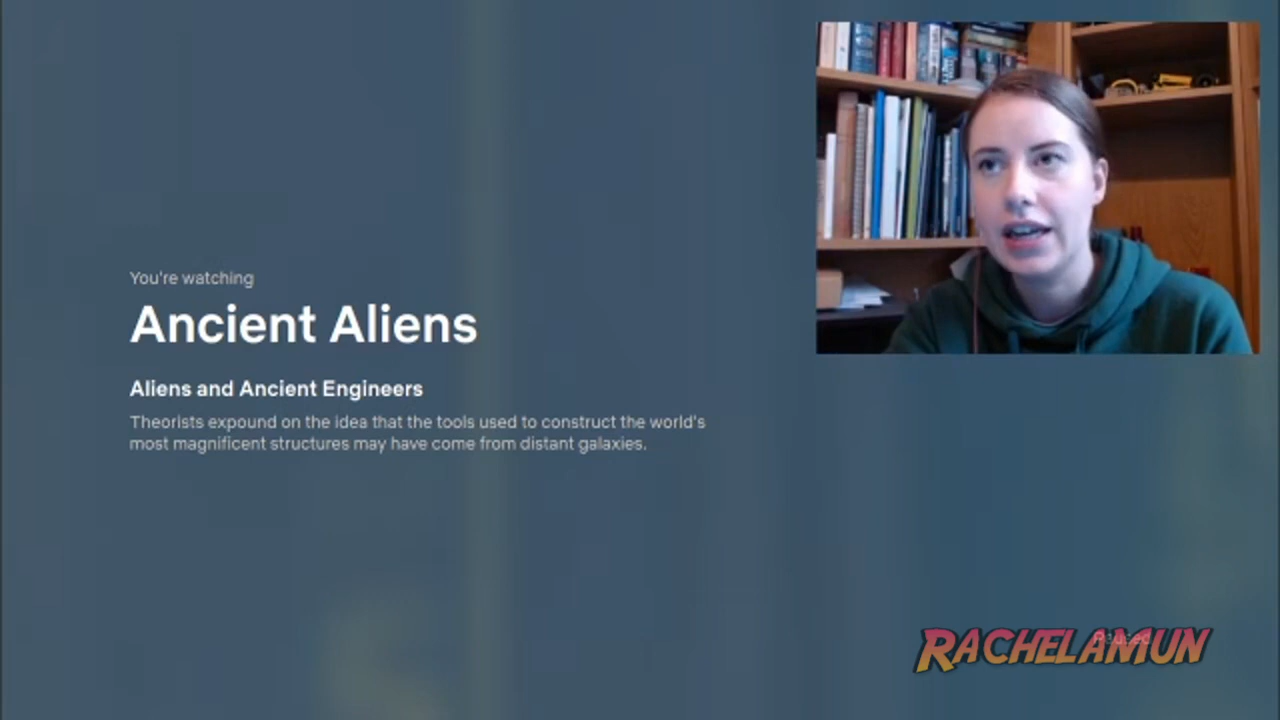 You're watching
Ancient Aliens
Aliens and Ancient Engineers
Theorists expound on the idea that the tools used to construct the world's
most magnificent structures may have come from distant galaxies.
Paused
RACHELAMUN